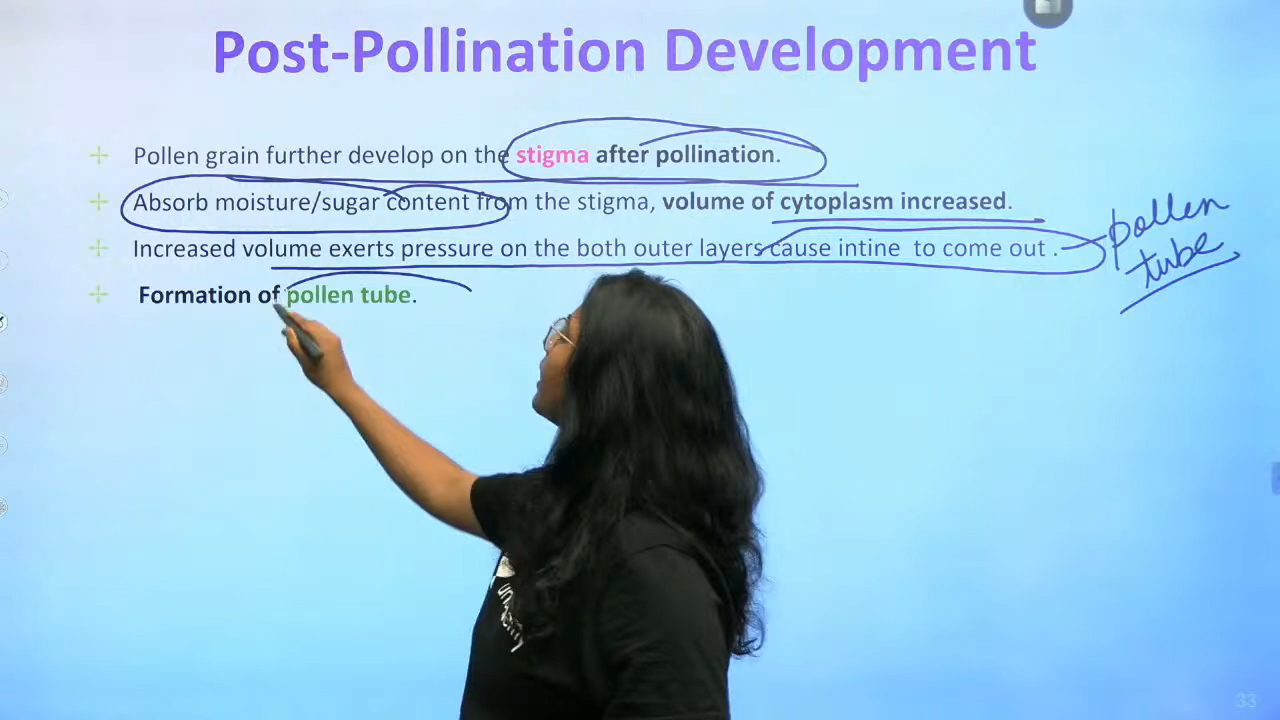 Post-Pollination Development
Pollen grain further develop on the stigma after pollination.
Absorb moisture/sugar content from the stigma, volume of cytoplasm increased.
Increased volume exerts pressure on the both outer layers cause intine to come out .
pollen
tube
Formation of pollen tube.
33